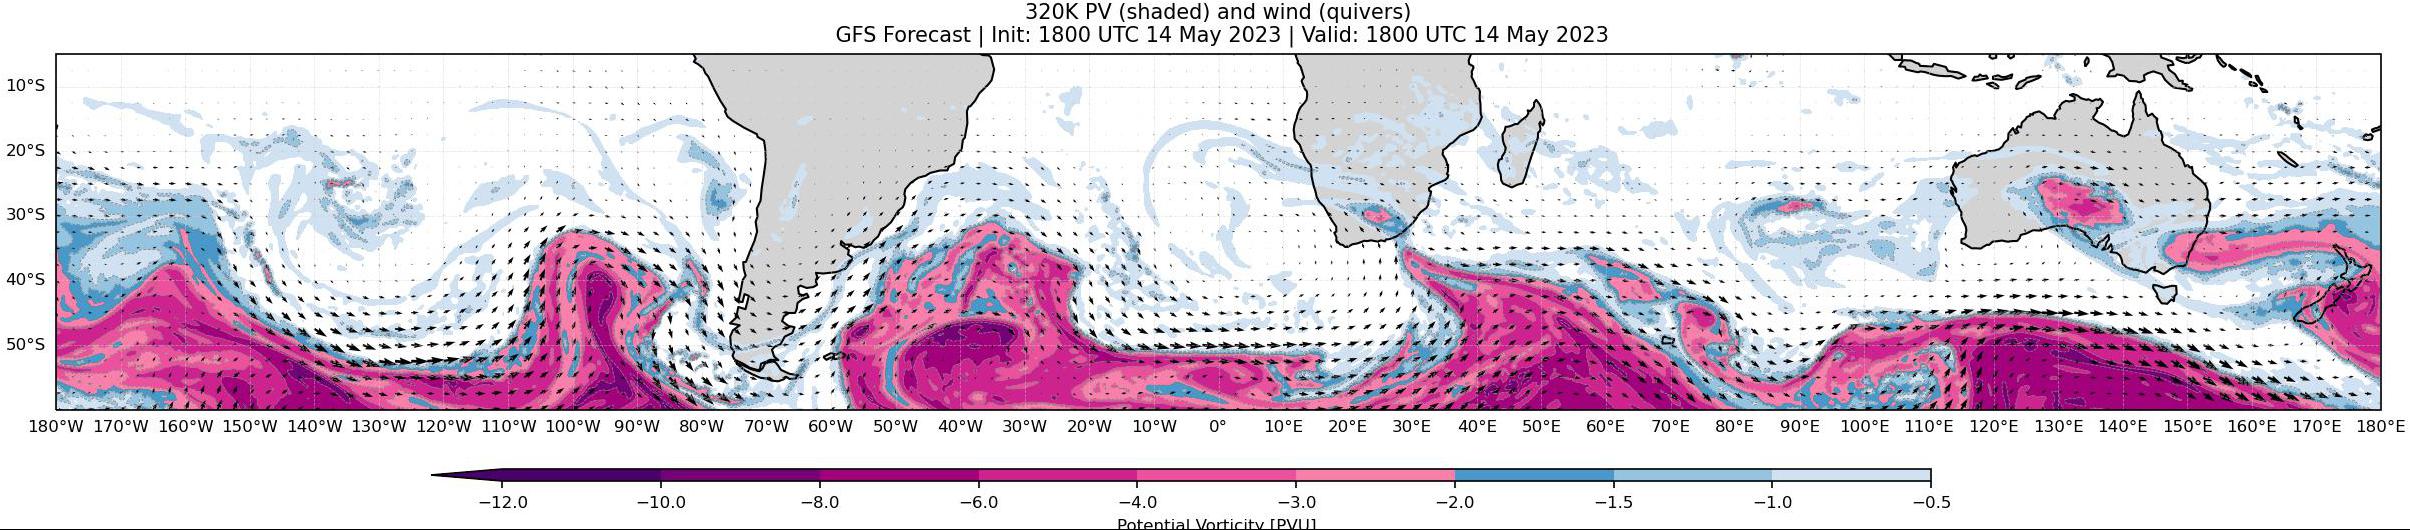 320K PV (shaded) and wind (quivers)
GFS Forecast | Init: 1800 UTC 14 May 2023 | Valid: 1800 UTC 14 May 2023
10°S
20°S
30°S
40°S
50°S
180°W 170°W 160°W 150°W 140°W 130°W 120°W 110°W 100°W 90°W 80°W 70°W 60°W 50°W 40°W 30°W 20°W 10°W 0° 10°E 20°E 30°E 40°E 50°E 60°E 70°E 80°E 90°E 100°E 110°E 120°E 130°E 140°E 150°E 160°E 170°E 180°E
−12.0 −10.0 −8.0 −6.0 −4.0 −3.0 −2.0 −1.5 −1.0 −0.5
Potential Vorticity [PVU]